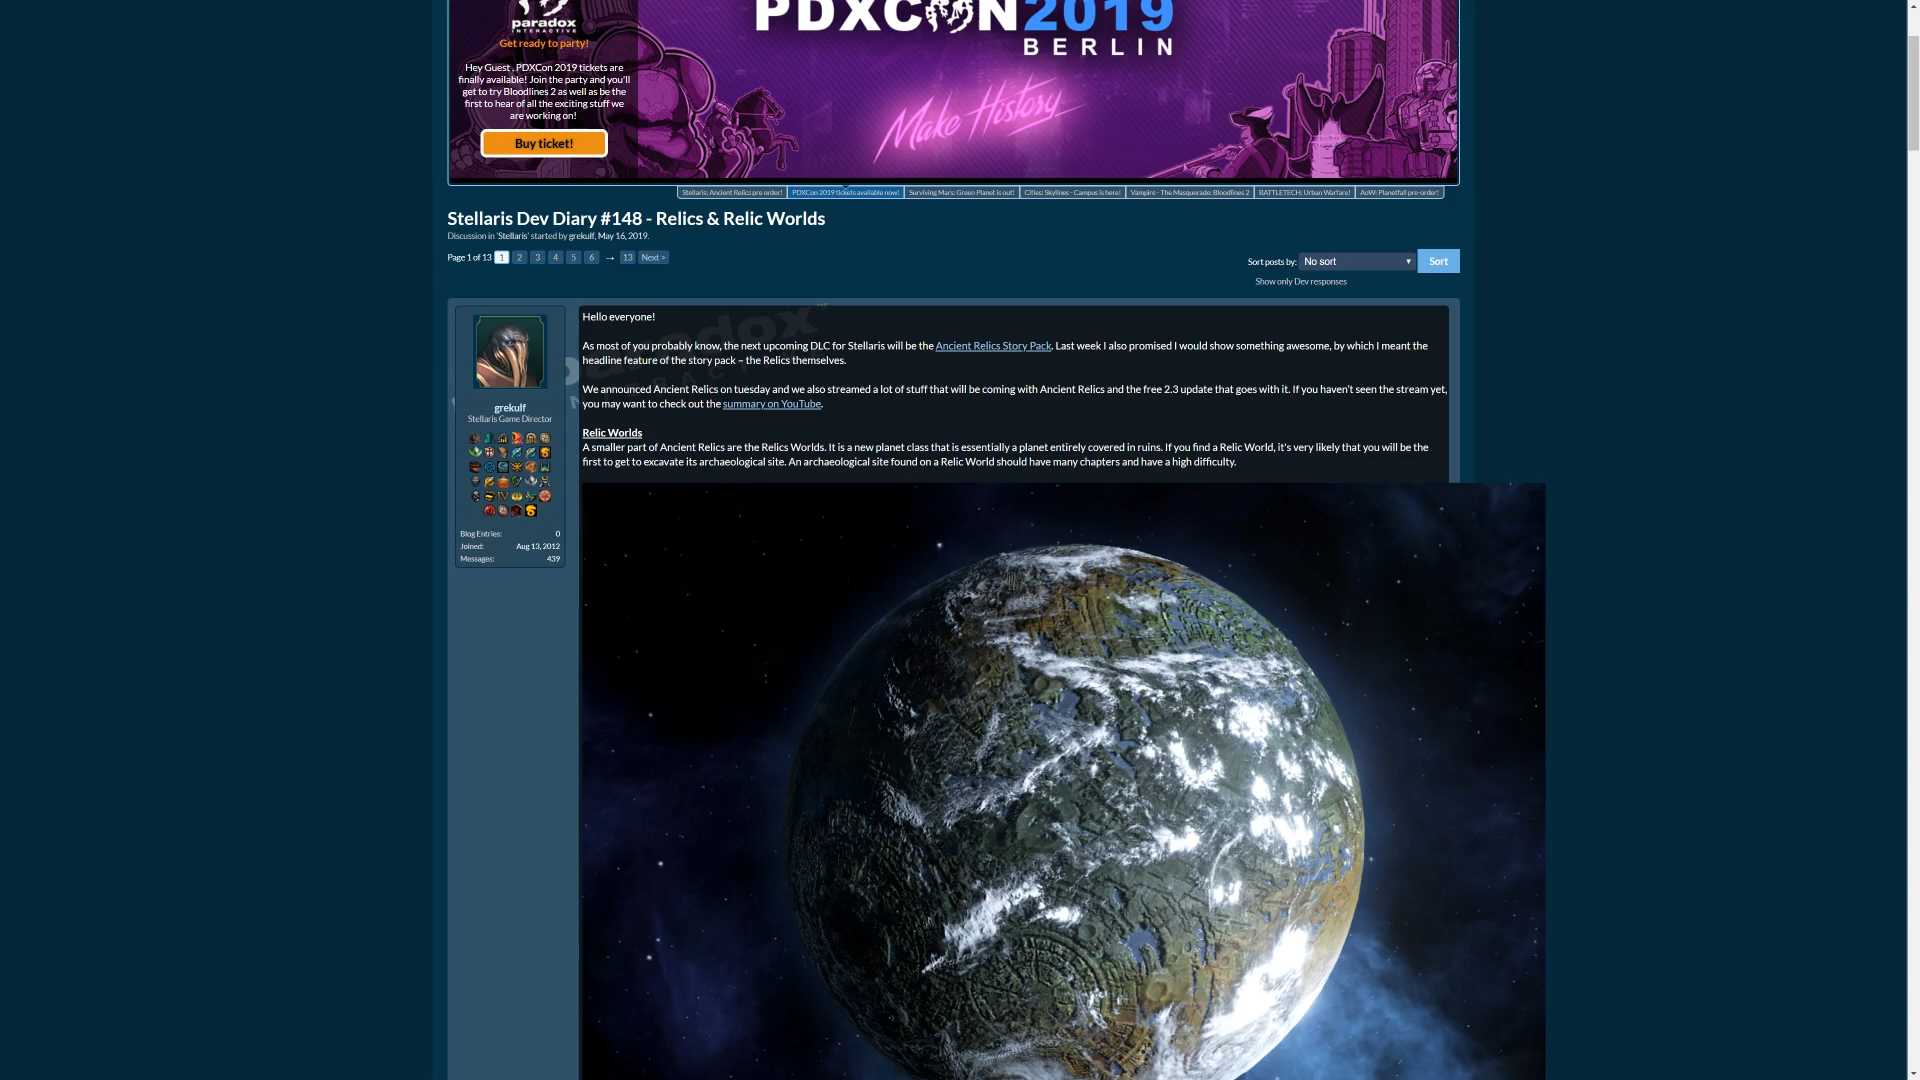 PDXCON2019
BERLIN
paradox
INTERACTIVE
Get ready to party!
Hey Guest , PDXCon 2019 tickets are
finally available! Join the party and you'll
get to try Bloodlines 2 as well as be the
first to hear of all the exciting stuff we
are working on!
Buy ticket!
Make History
Stellaris: Ancient Relics pre order!
PDXCon 2019 tickets available now!
Surviving Mars: Green Planet is out!
Cities: Skylines - Campus is here!
Vampire - The Masquerade: Bloodlines 2
BATTLETECH: Urban Warfare!
AoW: Planetfall pre-order!
Stellaris Dev Diary #148 - Relics & Relic Worlds
Discussion in 'Stellaris' started by grekulf, May 16, 2019.
Page 1 of 13 1 2 3 4 5 6 → 13 Next >
Sort posts by: No sort Sort
Show only Dev responses
grekulf
Stellaris Game Director
Blog Entries: 0
Joined: Aug 13, 2012
Messages: 439
Hello everyone!
As most of you probably know, the next upcoming DLC for Stellaris will be the Ancient Relics Story Pack. Last week I also promised I would show something awesome, by which I meant the
headline feature of the story pack – the Relics themselves.
We announced Ancient Relics on tuesday and we also streamed a lot of stuff that will be coming with Ancient Relics and the free 2.3 update that goes with it. If you haven't seen the stream yet,
you may want to check out the summary on YouTube.
Relic Worlds
A smaller part of Ancient Relics are the Relics Worlds. It is a new planet class that is essentially a planet entirely covered in ruins. If you find a Relic World, it's very likely that you will be the
first to get to excavate its archaeological site. An archaeological site found on a Relic World should have many chapters and have a high difficulty.